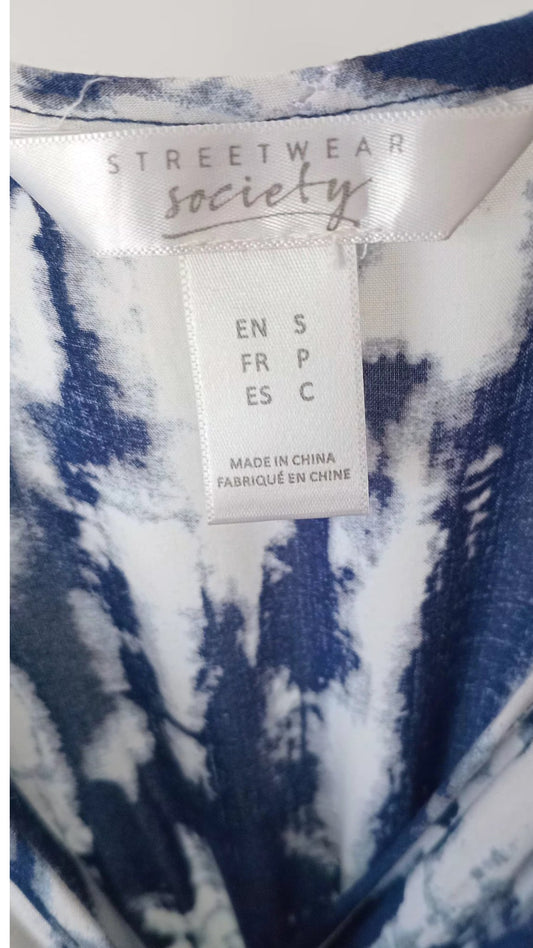 STREETWEAR
society
EN S
FR P
ES C
MADE IN CHINA
FABRIQUÉ EN CHINE